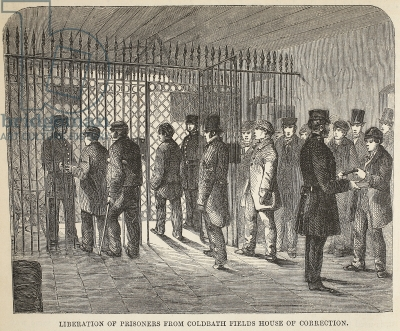 LIBERATION OF PRISONERS FROM COLDBATH FIELDS HOUSE OF CORRECTION.